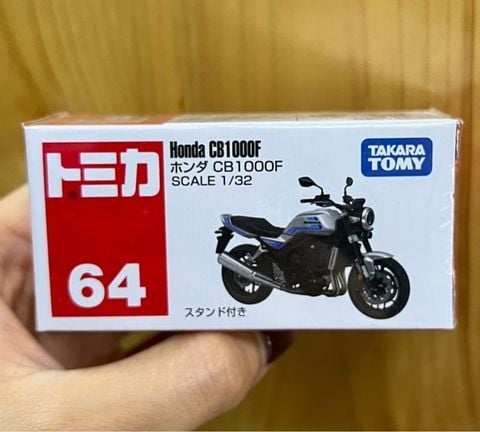 トミカ
64
Honda CB1000F
ホンダ CB1000F
SCALE 1/32
TAKARA
TOMY
スタンド付き